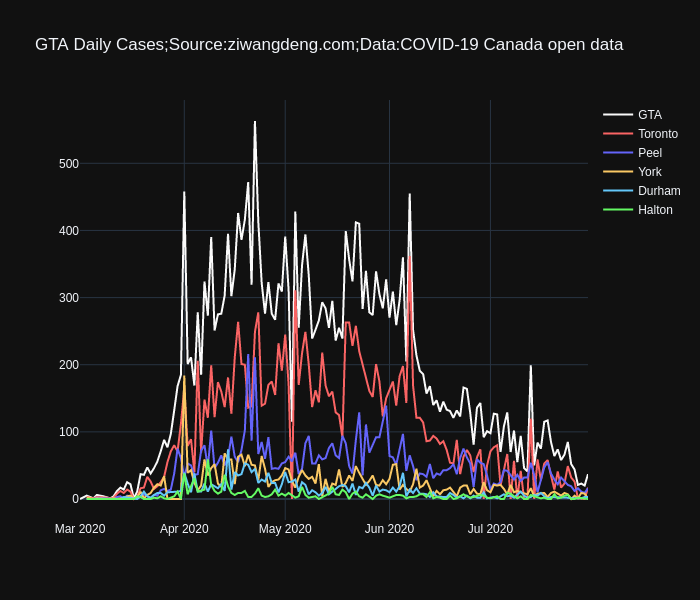 GTA Daily Cases;Source:ziwangdeng.com;Data:COVID-19 Canada open data
GTA
Toronto
Peel
York
Durham
Halton
500
400
300
200
100
0
Mar 2020 Apr 2020 May 2020 Jun 2020 Jul 2020